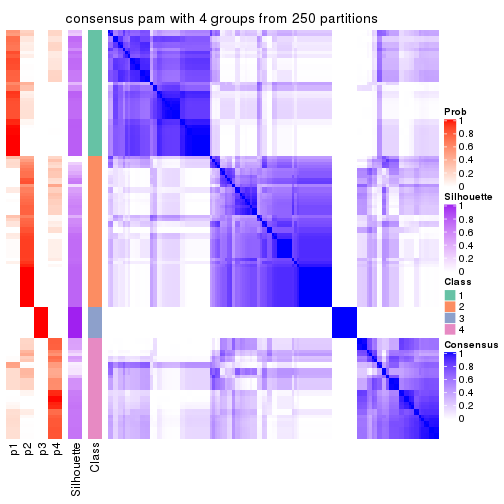 consensus pam with 4 groups from 250 partitions
Prob
1
0.8
0.6
0.4
0.2
0
Silhouette
1
0.8
0.6
0.4
0.2
0
Class
1
2
3
4
Consensus
1
0.8
0.6
0.4
0.2
0
p1
p2
p3
p4
Silhouette
Class